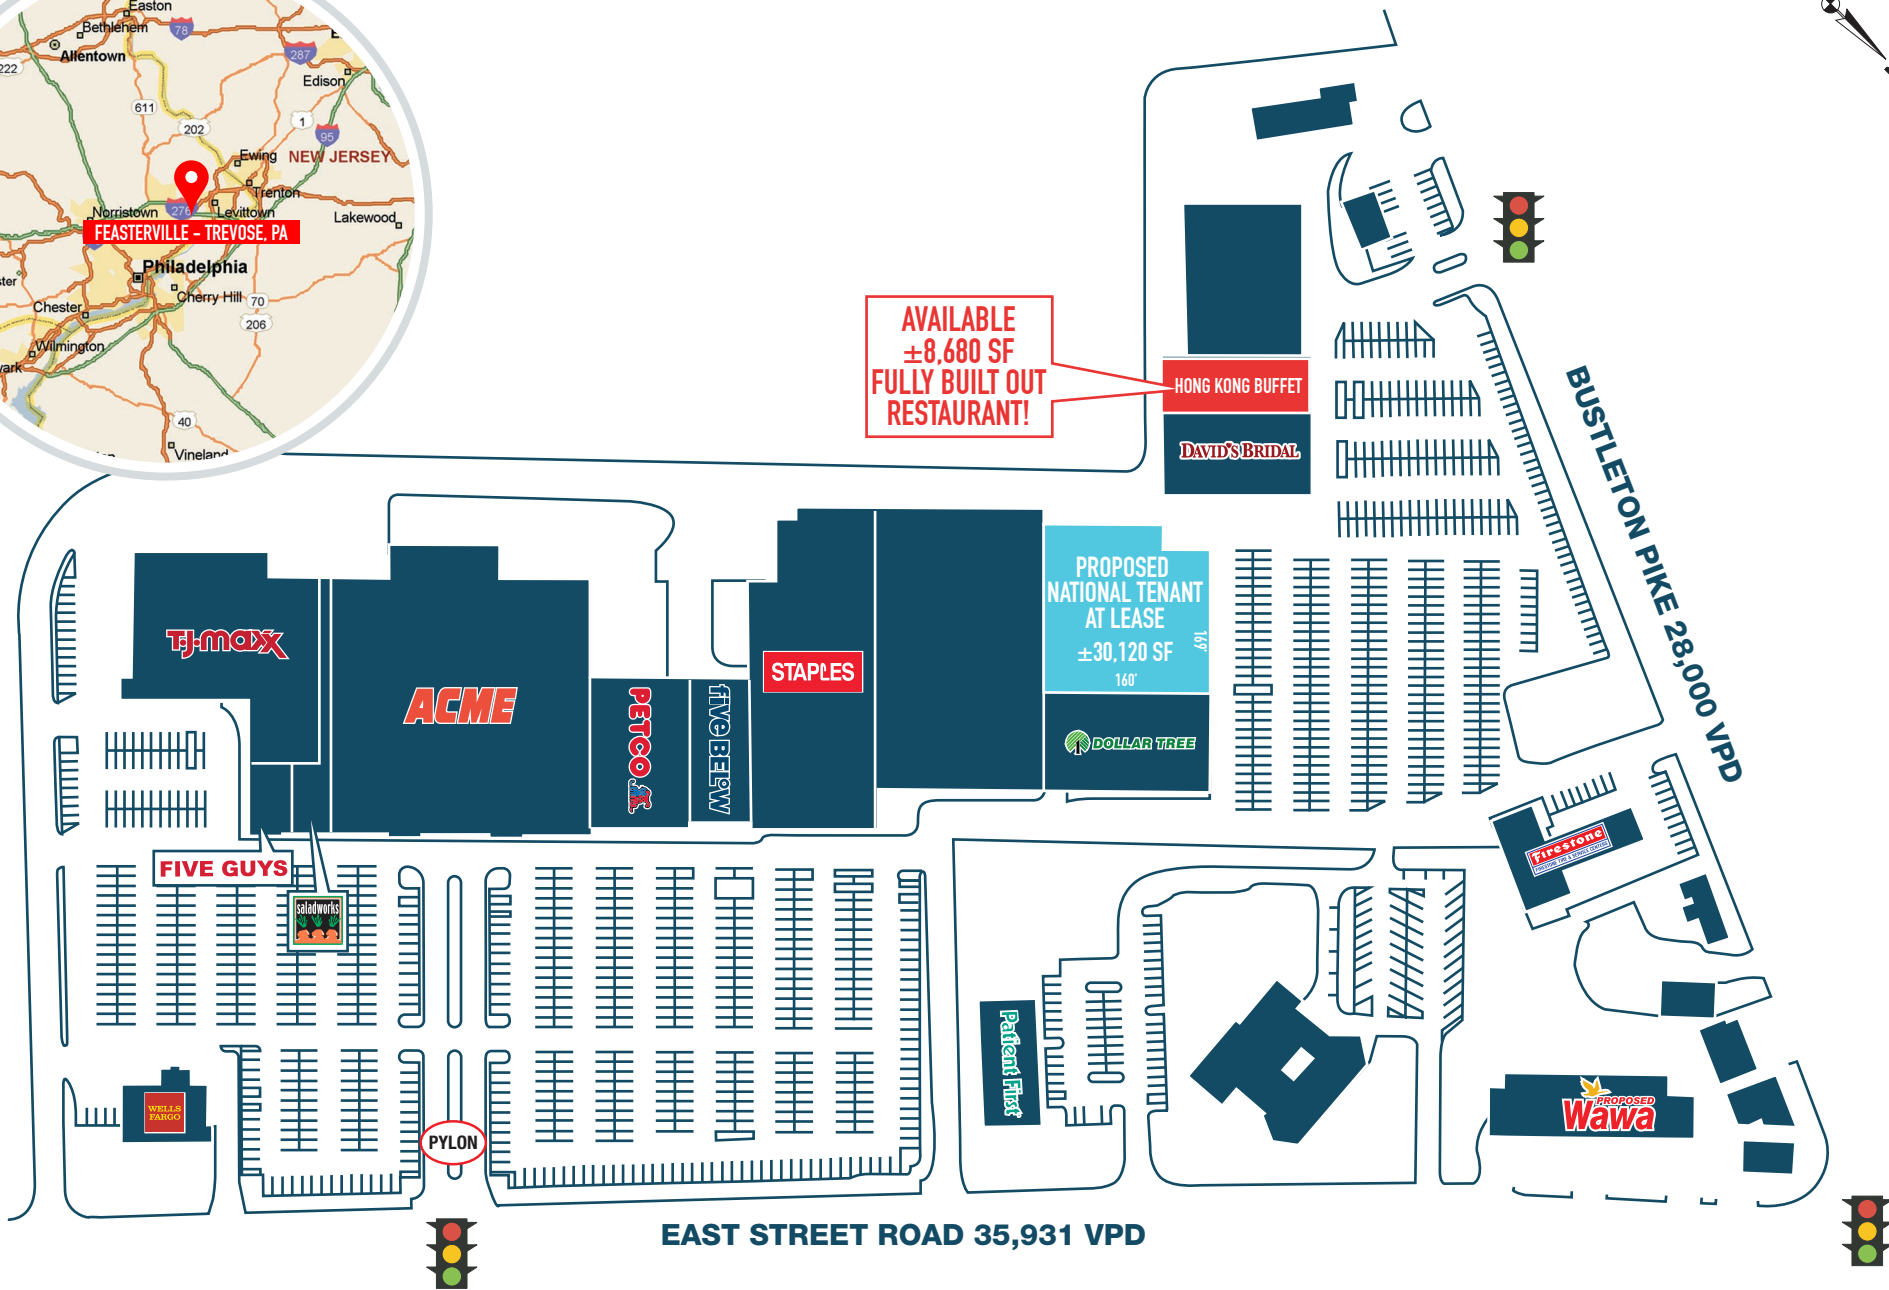 Easton
Bethlehem
78
Allentown
222
287
Edison
611
202
1
95
Ewing
NEW JERSEY
Trenton
Norristown
276
Levittown
Lakewood
FEASTERVILLE - TREVOSE, PA
Philadelphia
Cherry Hill
70
Chester
206
Wilmington
40
Vineland
AVAILABLE
±8,680 SF
FULLY BUILT OUT
RESTAURANT!
HONG KONG BUFFET
DAVID'S BRIDAL
BUSTLETON PIKE 28,000 VPD
T.J.maxx
ACME
PETCO
five BEL°W
STAPLES
PROPOSED
NATIONAL TENANT
AT LEASE
±30,120 SF
169'
160'
DOLLAR TREE
FIVE GUYS
saladworks
Firestone
Patient First
WELLS
FARGO
PYLON
PROPOSED
Wawa
EAST STREET ROAD 35,931 VPD